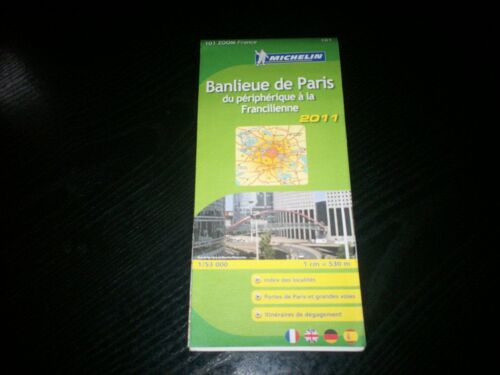 101 ZOOM France
101
MICHELIN
Banlieue de Paris
du périphérique à la
Francilienne
2011
1/53 000
1 cm = 530 m
Index des localités
Portes de Paris et grandes voies
Itinéraires de dégagement